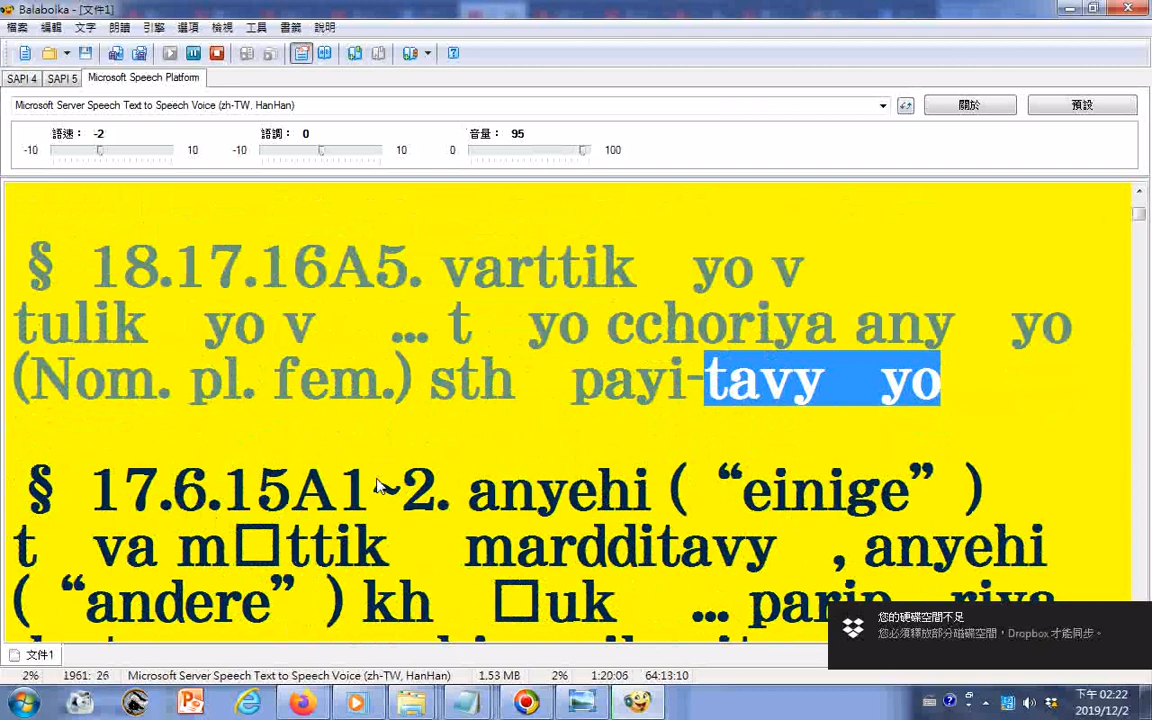 Balabolka - [文件1]
檔案 編輯 文字 朗讀 引擎 選項 檢視 工具 書籤 說明
SAPI 4 SAPI 5 Microsoft Speech Platform
Microsoft Server Speech Text to Speech Voice (zh-TW, HanHan) 關於 預設
語速： -2 語調： 0 音量： 95
-10 10 -10 10 0 100
§ 18.17.16A5. varttik yo v
tulik yo v ... t yo cchoriya any yo
(Nom. pl. fem.) sth payi-tavy yo
§ 17.6.15A1~2. anyehi (“einige”)
t va m□ttik mardditavy , anyehi
(“andere”) kh □uk ... parip riya
您的硬碟空間不足
您必須釋放部分磁碟空間，Dropbox 才能同步。
文件1
2% 1961: 26 Microsoft Server Speech Text to Speech Voice (zh-TW, HanHan) 1.53 MB 2% 1:20:06 64:13:10
下午 02:22
2019/12/2